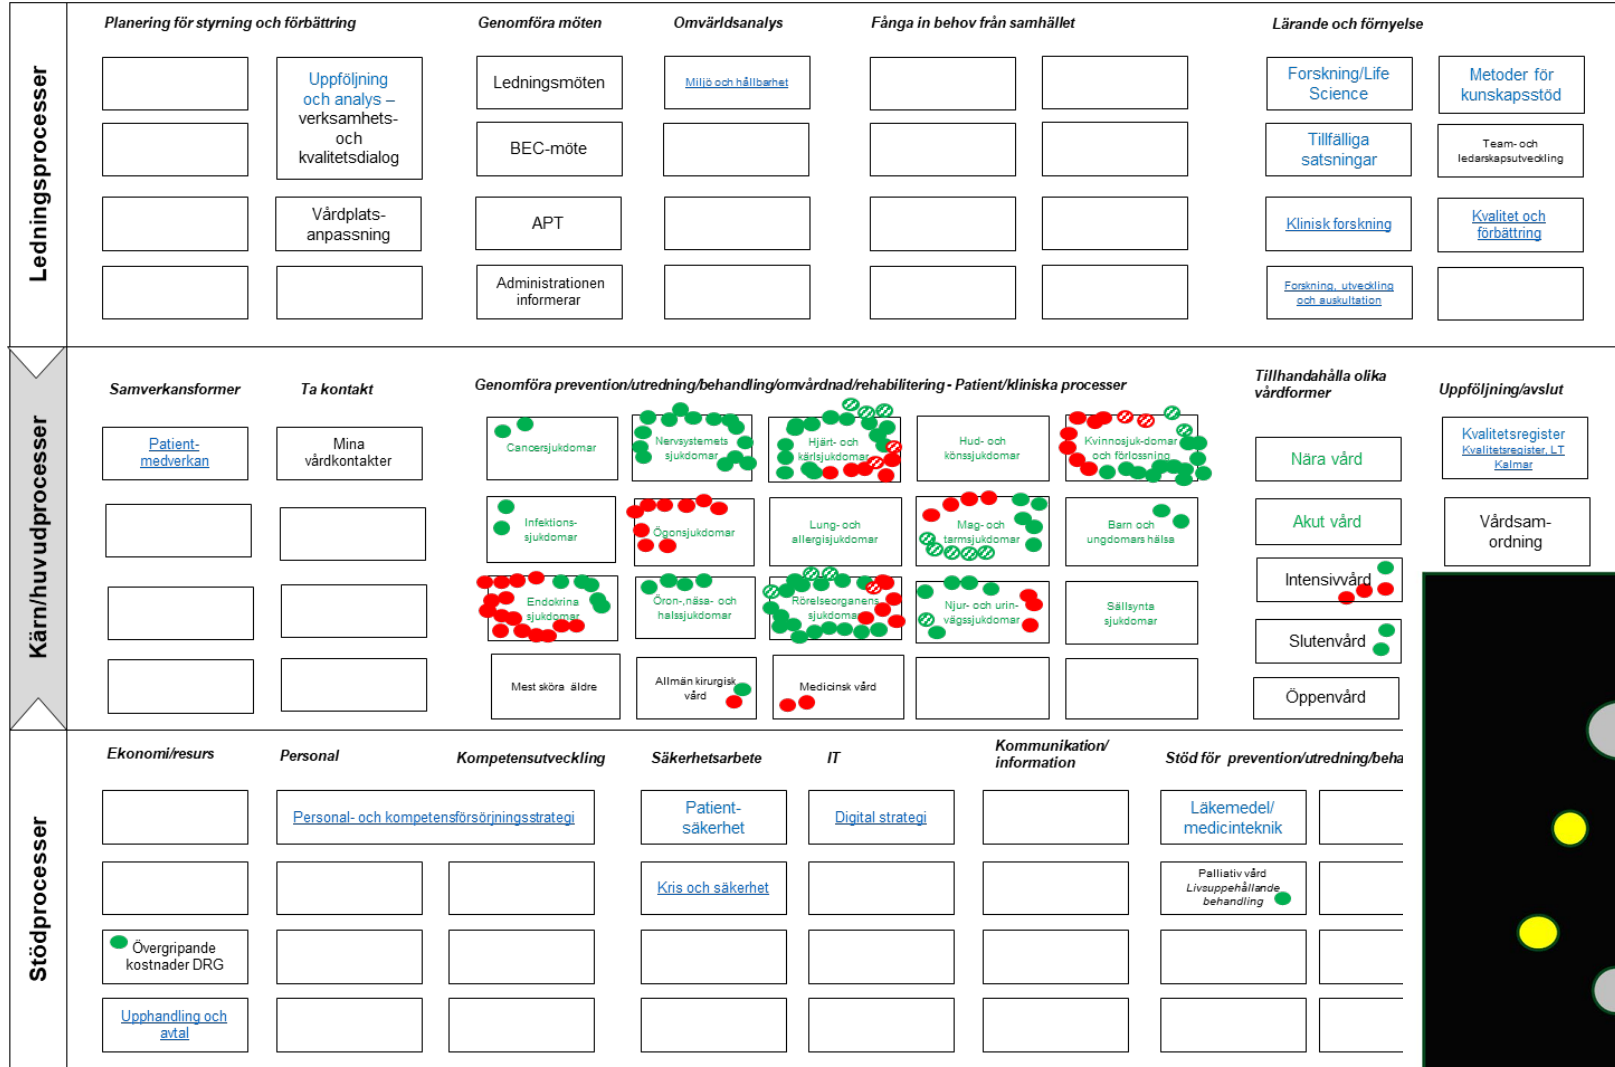 Ledningsprocesser
Planering för styrning och förbättring
Genomföra möten
Omvärldsanalys
Fånga in behov från samhället
Lärande och förnyelse
Uppföljning
och analys –
verksamhets-
och
kvalitetsdialog
Vårdplats-
anpassning
Ledningsmöten
BEC-möte
APT
Administrationen
informerar
Miljö och hållbarhet
Forskning/Life
Science
Tillfälliga
satsningar
Klinisk forskning
Forskning, utveckling
och auskultation
Metoder för
kunskapsstöd
Team- och
ledarskapsutveckling
Kvalitet och
förbättring
Kärn/huvudprocesser
Samverkansformer
Ta kontakt
Genomföra prevention/utredning/behandling/omvårdnad/rehabilitering - Patient/kliniska processer
Tillhandahålla olika
vårdformer
Uppföljning/avslut
Patient-
medverkan
Mina
vårdkontakter
Cancersjukdomar
Nervsystemets
sjukdomar
Hjärt- och
kärlsjukdomar
Hud- och
könssjukdomar
Kvinnosjuk-domar
och förlossning
Infektions-
sjukdomar
Ögonsjukdomar
Lung- och
allergisjukdomar
Mag- och
tarmsjukdomar
Barn och
ungdomars hälsa
Endokrina
sjukdomar
Öron-,näsa- och
halssjukdomar
Rörelseorganens
sjukdomar
Njur- och urin-
vägssjukdomar
Sällsynta
sjukdomar
Mest sköra äldre
Allmän kirurgisk
vård
Medicinsk vård
Nära vård
Akut vård
Intensivvård
Slutenvård
Öppenvård
Kvalitetsregister
Kvalitetsregister, LT
Kalmar
Vårdsam-
ordning
Stödprocesser
Ekonomi/resurs
Personal
Kompetensutveckling
Säkerhetsarbete
IT
Kommunikation/
information
Stöd för prevention/utredning/beha
Övergripande
kostnader DRG
Upphandling och
avtal
Personal- och kompetensförsörjningsstrategi
Patient-
säkerhet
Kris och säkerhet
Digital strategi
Läkemedel/
medicinteknik
Palliativ vård
Livsuppehållande
behandling